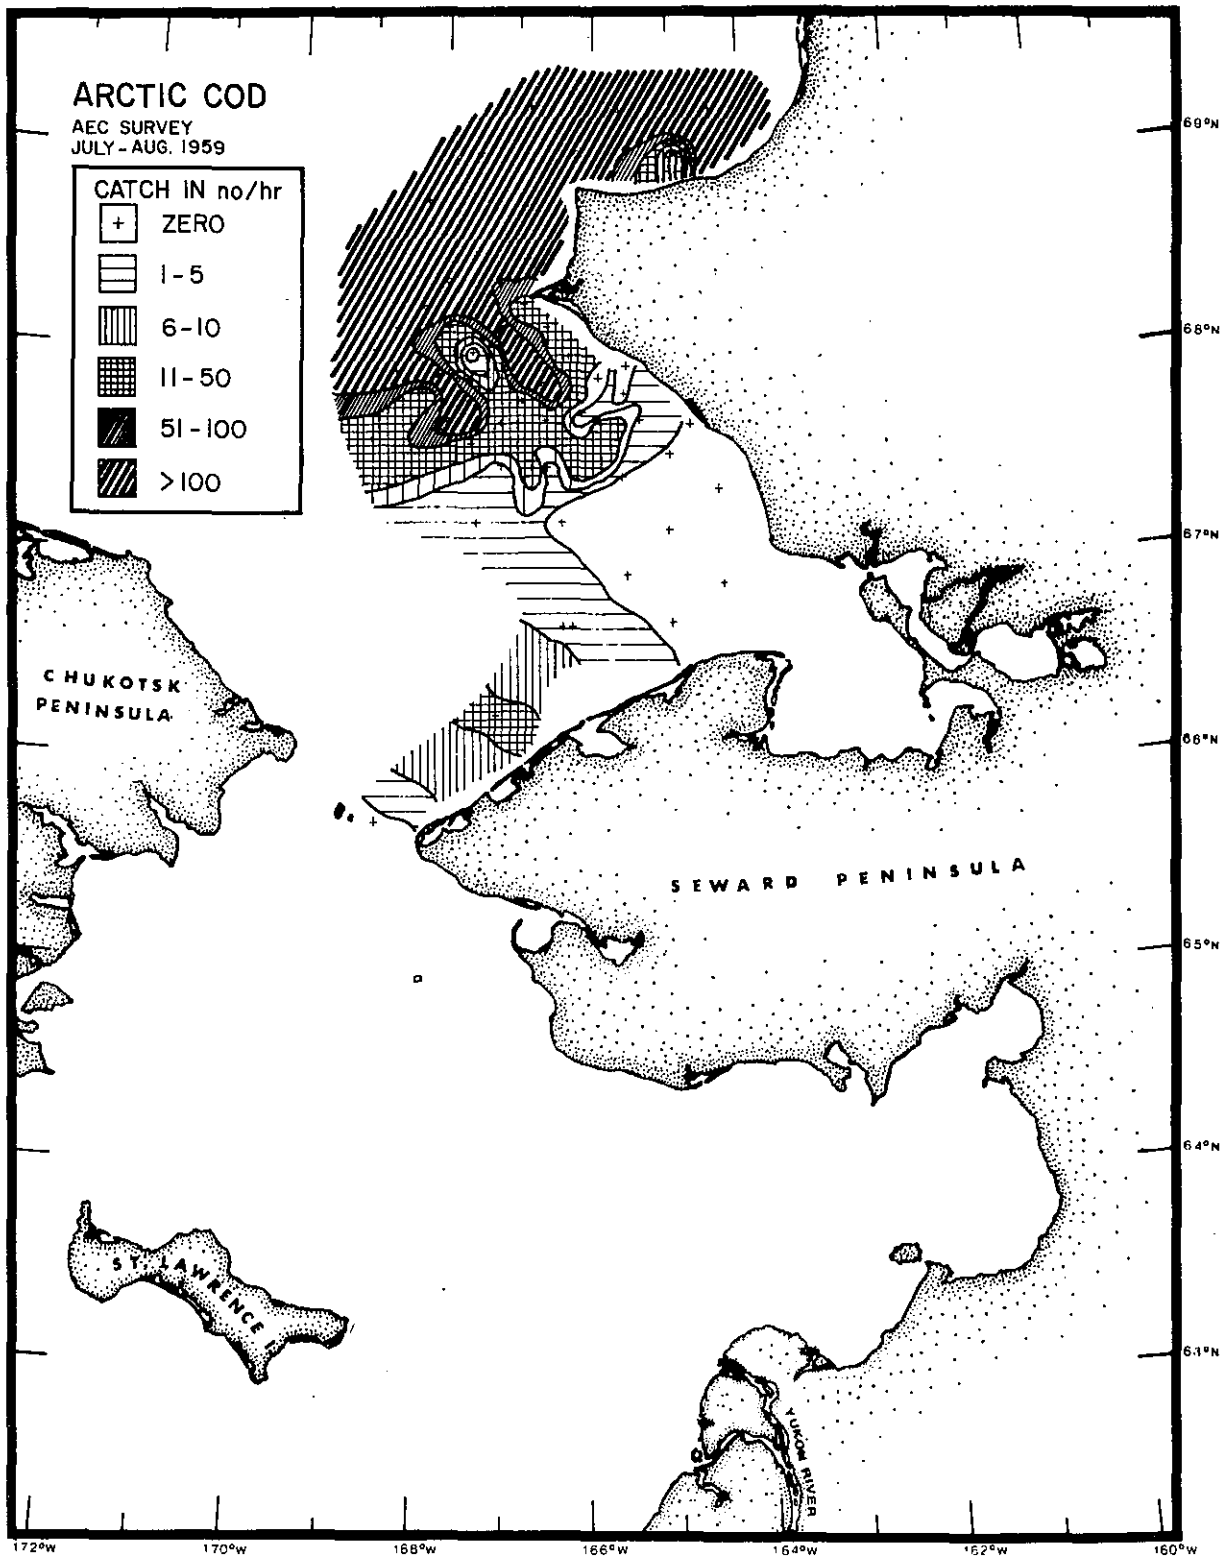 ARCTIC COD
AEC SURVEY
JULY-AUG. 1959
CATCH IN no/hr
+ ZERO
1-5
6-10
11-50
51-100
>100
69°N
68°N
67°N
CHUKOTSK
PENINSULA
66°N
SEWARD PENINSULA
65°N
64°N
ST. LAWRENCE I.
61°N
YUKON RIVER
172°W
170°W
168°W
166°W
164°W
162°W
160°W